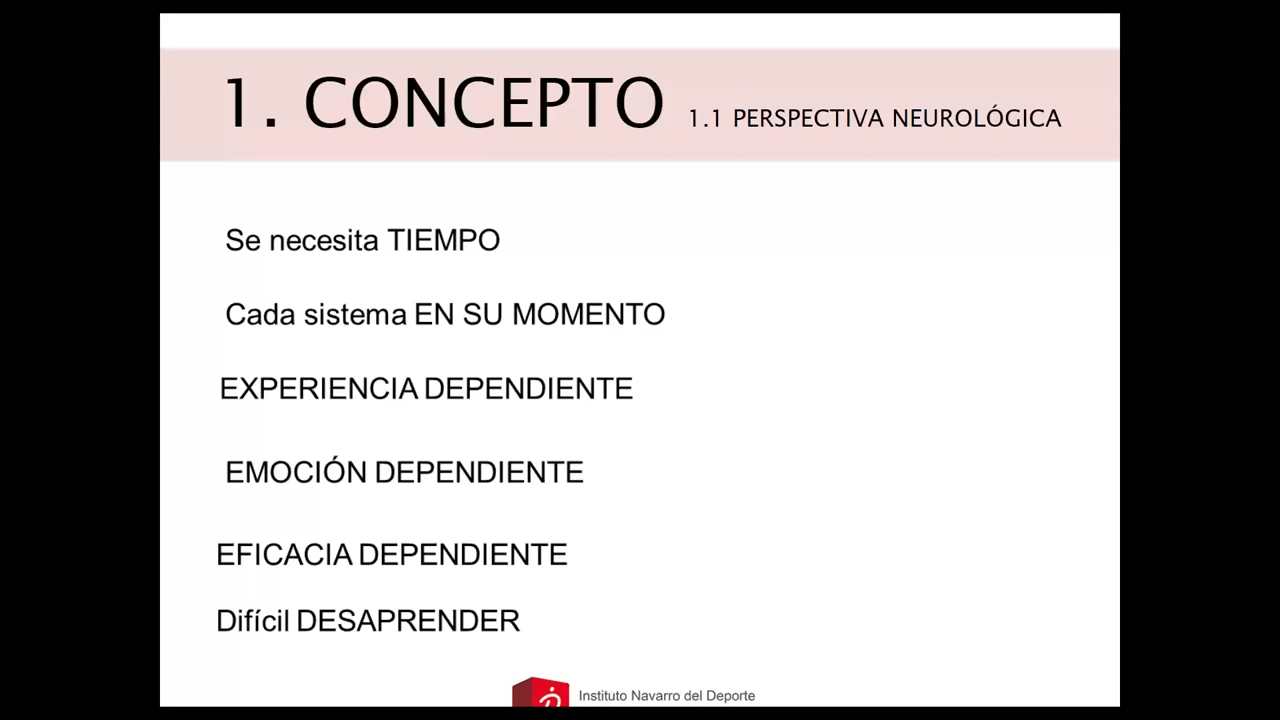 1. CONCEPTO 1.1 PERSPECTIVA NEUROLÓGICA
Se necesita TIEMPO
Cada sistema EN SU MOMENTO
EXPERIENCIA DEPENDIENTE
EMOCIÓN DEPENDIENTE
EFICACIA DEPENDIENTE
Difícil DESAPRENDER
Instituto Navarro del Deporte